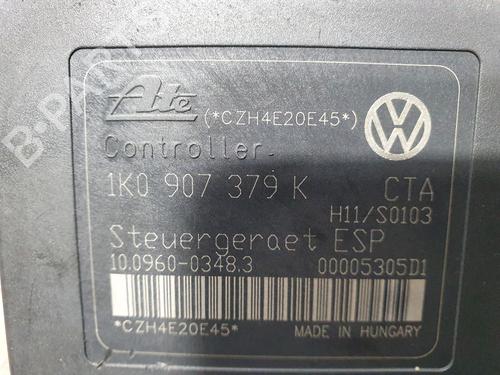 B-PARTS
Ate (*CZH4E20E45*)
Controller
1K0 907 379 K CTA
H11/S0103
Steuergeraet ESP
10.0960-0348.3 00005305D1
*CZH4E20E45* MADE IN HUNGARY